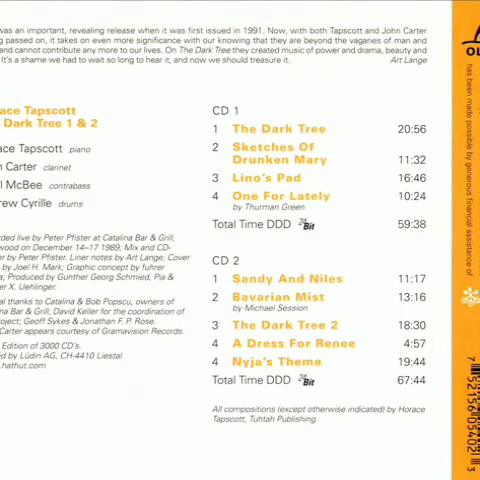 was an important, revealing release when it was first issued in 1991. Now, with both Tapscott and John Carter
passed on, it takes on even more significance with our knowing that they are beyond the vagaries of man and
and cannot contribute any more to our lives. On The Dark Tree they created music of power and drama, beauty and
It's a shame we had to wait so long to hear it, and now we should treasure it. Art Lange
ace Tapscott
Dark Tree 1 & 2
ace Tapscott piano
n Carter clarinet
il McBee contrabass
rew Cyrille drums
rded live by Peter Pfister at Catalina Bar & Grill,
wood on December 14–17 1989; Mix and CD-
er by Peter Pfister. Liner notes by Art Lange; Cover
by Joel H. Mark; Graphic concept by fuhrer
a; Produced by Gunther Georg Schmied, Pia &
er X. Uehlinger.
al thanks to Catalina & Bob Popscu, owners of
na Bar & Grill; David Keller for the coordination of
roject; Geoff Sykes & Jonathan F. P. Rose.
Carter appears courtesy of Gramavision Records.
Edition of 3000 CD's.
ed by Lüdin AG, CH-4410 Liestal
.hathut.com
CD 1
1 The Dark Tree 20:56
2 Sketches Of
Drunken Mary 11:32
3 Lino's Pad 16:46
4 One For Lately 10:24
by Thurman Green
Total Time DDD 24Bit 59:38
CD 2
1 Sandy And Niles 11:17
2 Bavarian Mist 13:16
by Michael Session
3 The Dark Tree 2 18:30
4 A Dress For Renee 4:57
4 Nyja's Theme 19:44
Total Time DDD 24Bit 67:44
All compositions (except otherwise indicated) by Horace
Tapscott, Tuhtah Publishing.
OL
has been made possible by generous financial assistance of
7 52156 05402 3